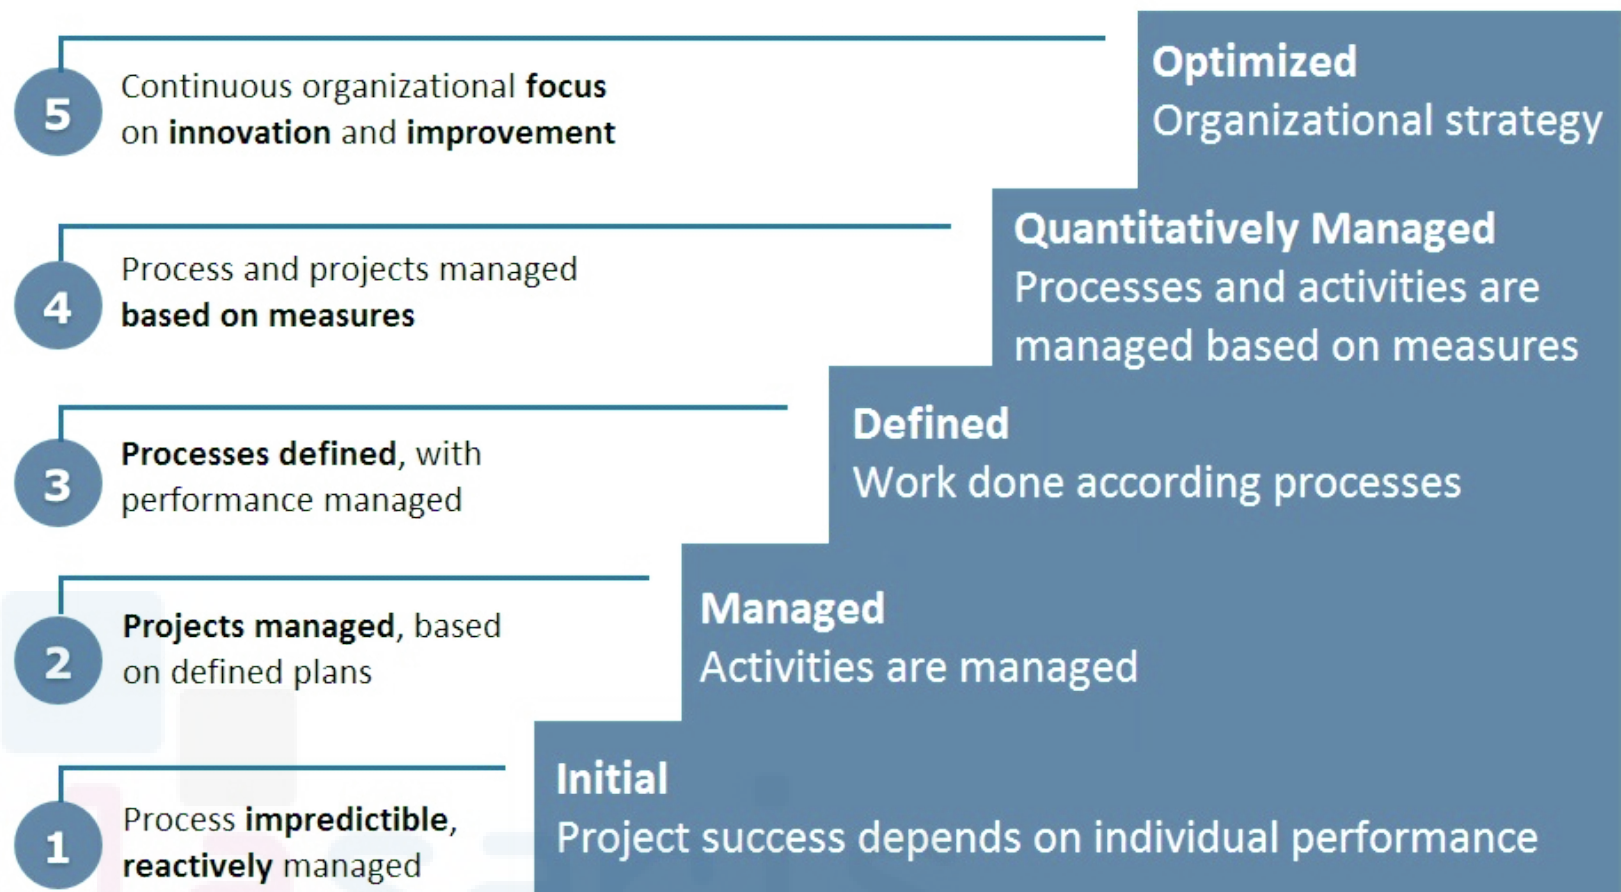 Optimized
Organizational strategy
5
Continuous organizational focus
on innovation and improvement
Quantitatively Managed
Processes and activities are
managed based on measures
4
Process and projects managed
based on measures
Defined
Work done according processes
3
Processes defined, with
performance managed
Managed
Activities are managed
2
Projects managed, based
on defined plans
Initial
Project success depends on individual performance
1
Process impredictible,
reactively managed